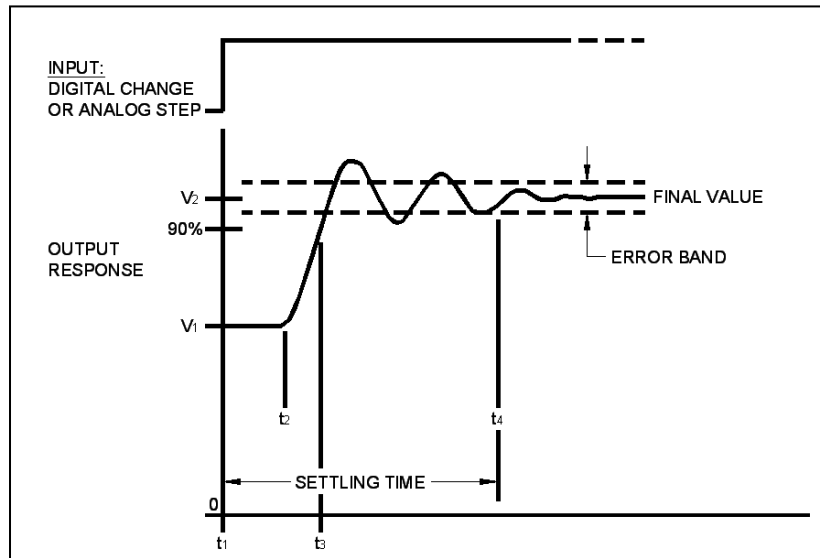 INPUT:
DIGITAL CHANGE
OR ANALOG STEP
V2
FINAL VALUE
90%
OUTPUT
RESPONSE
ERROR BAND
V1
t2
t4
SETTLING TIME
0
t1
t3